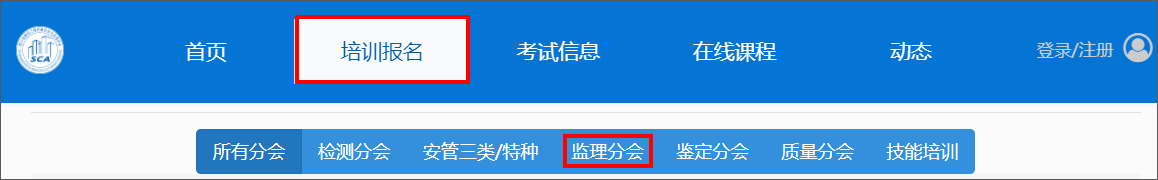 SCA
首页 培训报名 考试信息 在线课程 动态 登录/注册
所有分会 检测分会 安管三类/特种 监理分会 鉴定分会 质量分会 技能培训